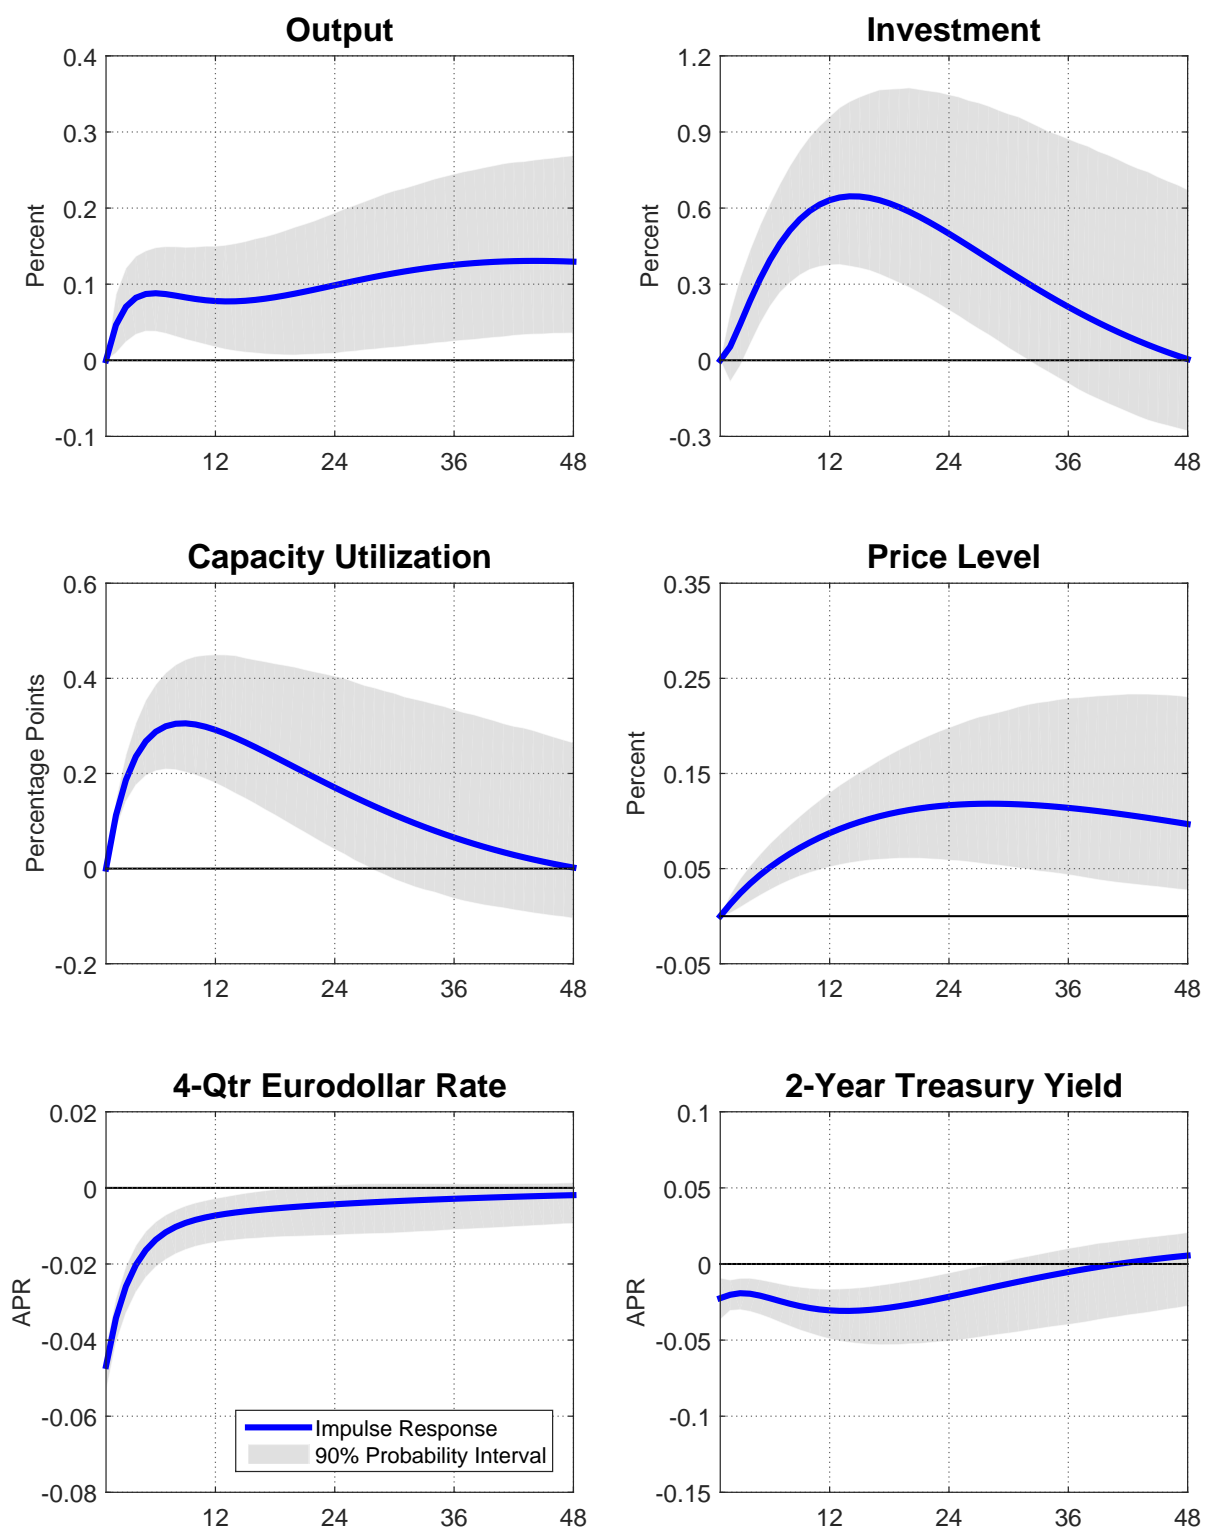 Output
Percent
0.4
0.3
0.2
0.1
0
-0.1
12 24 36 48
Investment
Percent
1.2
0.9
0.6
0.3
0
-0.3
12 24 36 48
Capacity Utilization
Percentage Points
0.6
0.4
0.2
0
-0.2
12 24 36 48
Price Level
Percent
0.35
0.25
0.15
0.05
-0.05
12 24 36 48
4-Qtr Eurodollar Rate
APR
0.02
0
-0.02
-0.04
-0.06
-0.08
Impulse Response
90% Probability Interval
12 24 36 48
2-Year Treasury Yield
APR
0.1
0.05
0
-0.05
-0.1
-0.15
12 24 36 48